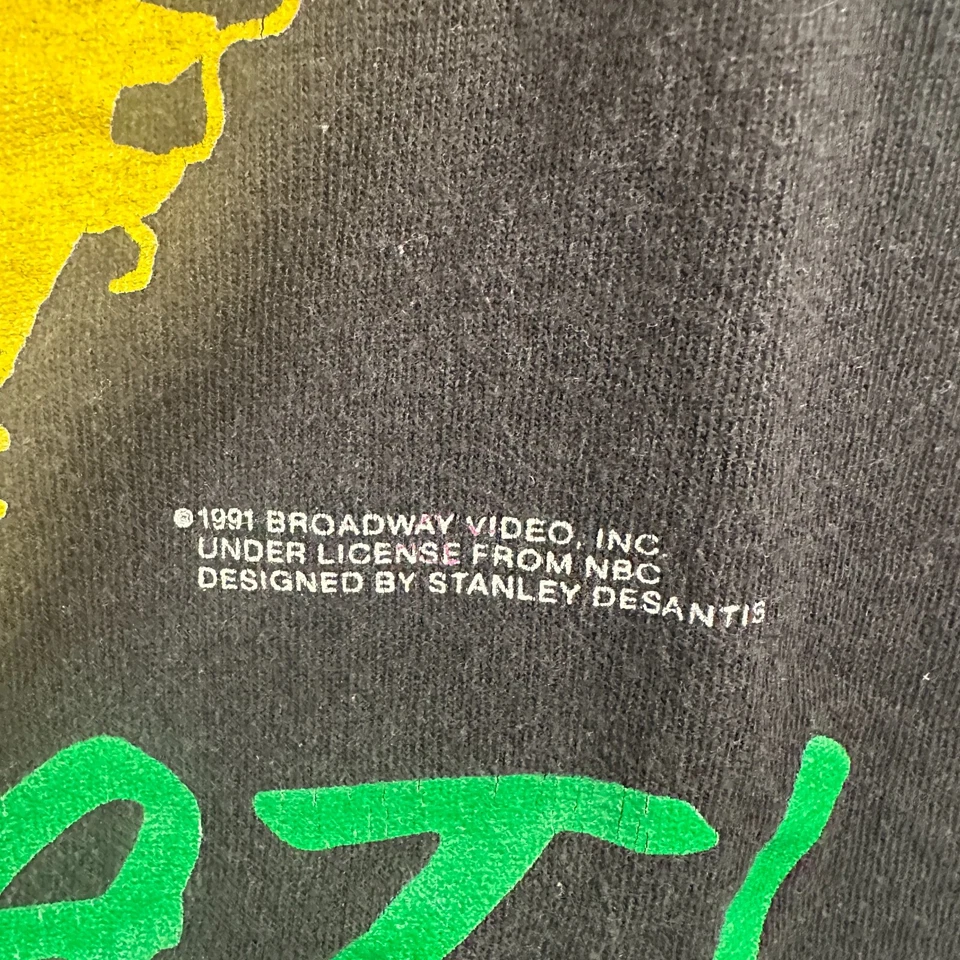 ©1991 BROADWAY VIDEO, INC.
UNDER LICENSE FROM NBC
DESIGNED BY STANLEY DESANTIS